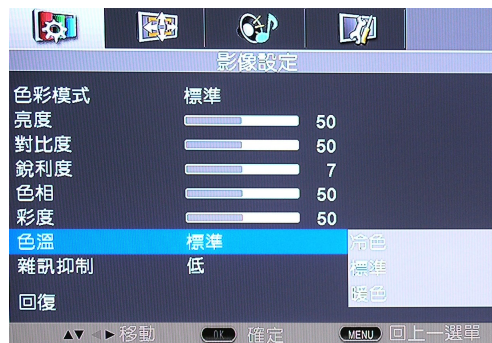 影像設定
色彩模式 標準
亮度 50
對比度 50
銳利度 7
色相 50
彩度 50
色溫 標準 冷色
雜訊抑制 低 標準
回復 暖色
▲▼◄►移動 OK 確定 MENU 回上一選單